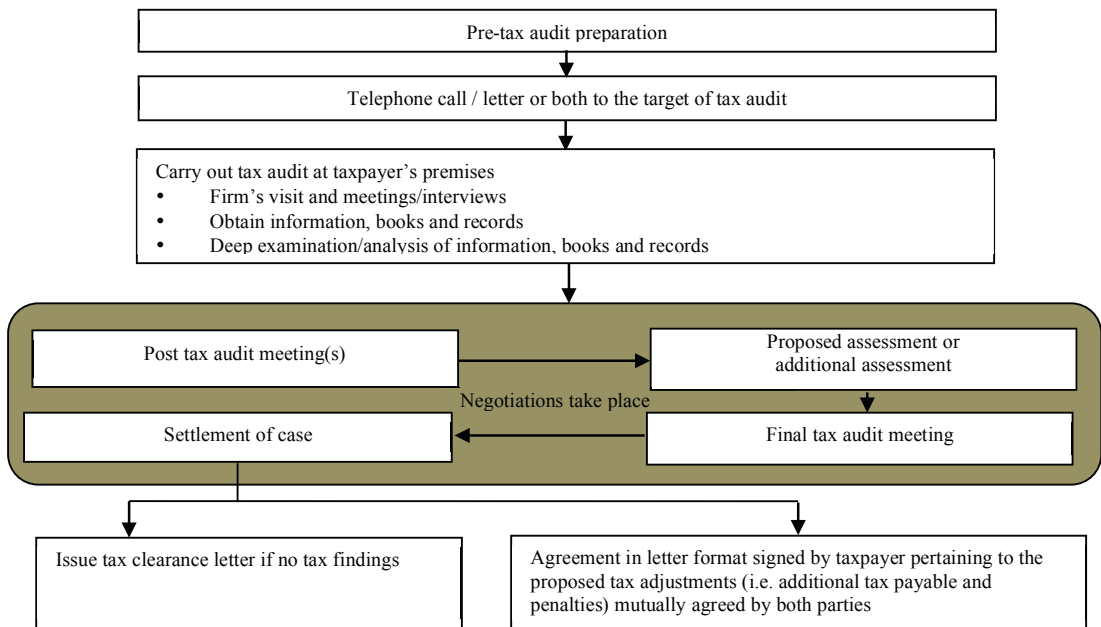 Pre-tax audit preparation
Telephone call / letter or both to the target of tax audit
Carry out tax audit at taxpayer’s premises
• Firm’s visit and meetings/interviews
• Obtain information, books and records
• Deep examination/analysis of information, books and records
Post tax audit meeting(s)
Proposed assessment or
additional assessment
Negotiations take place
Settlement of case
Final tax audit meeting
Issue tax clearance letter if no tax findings
Agreement in letter format signed by taxpayer pertaining to the
proposed tax adjustments (i.e. additional tax payable and
penalties) mutually agreed by both parties